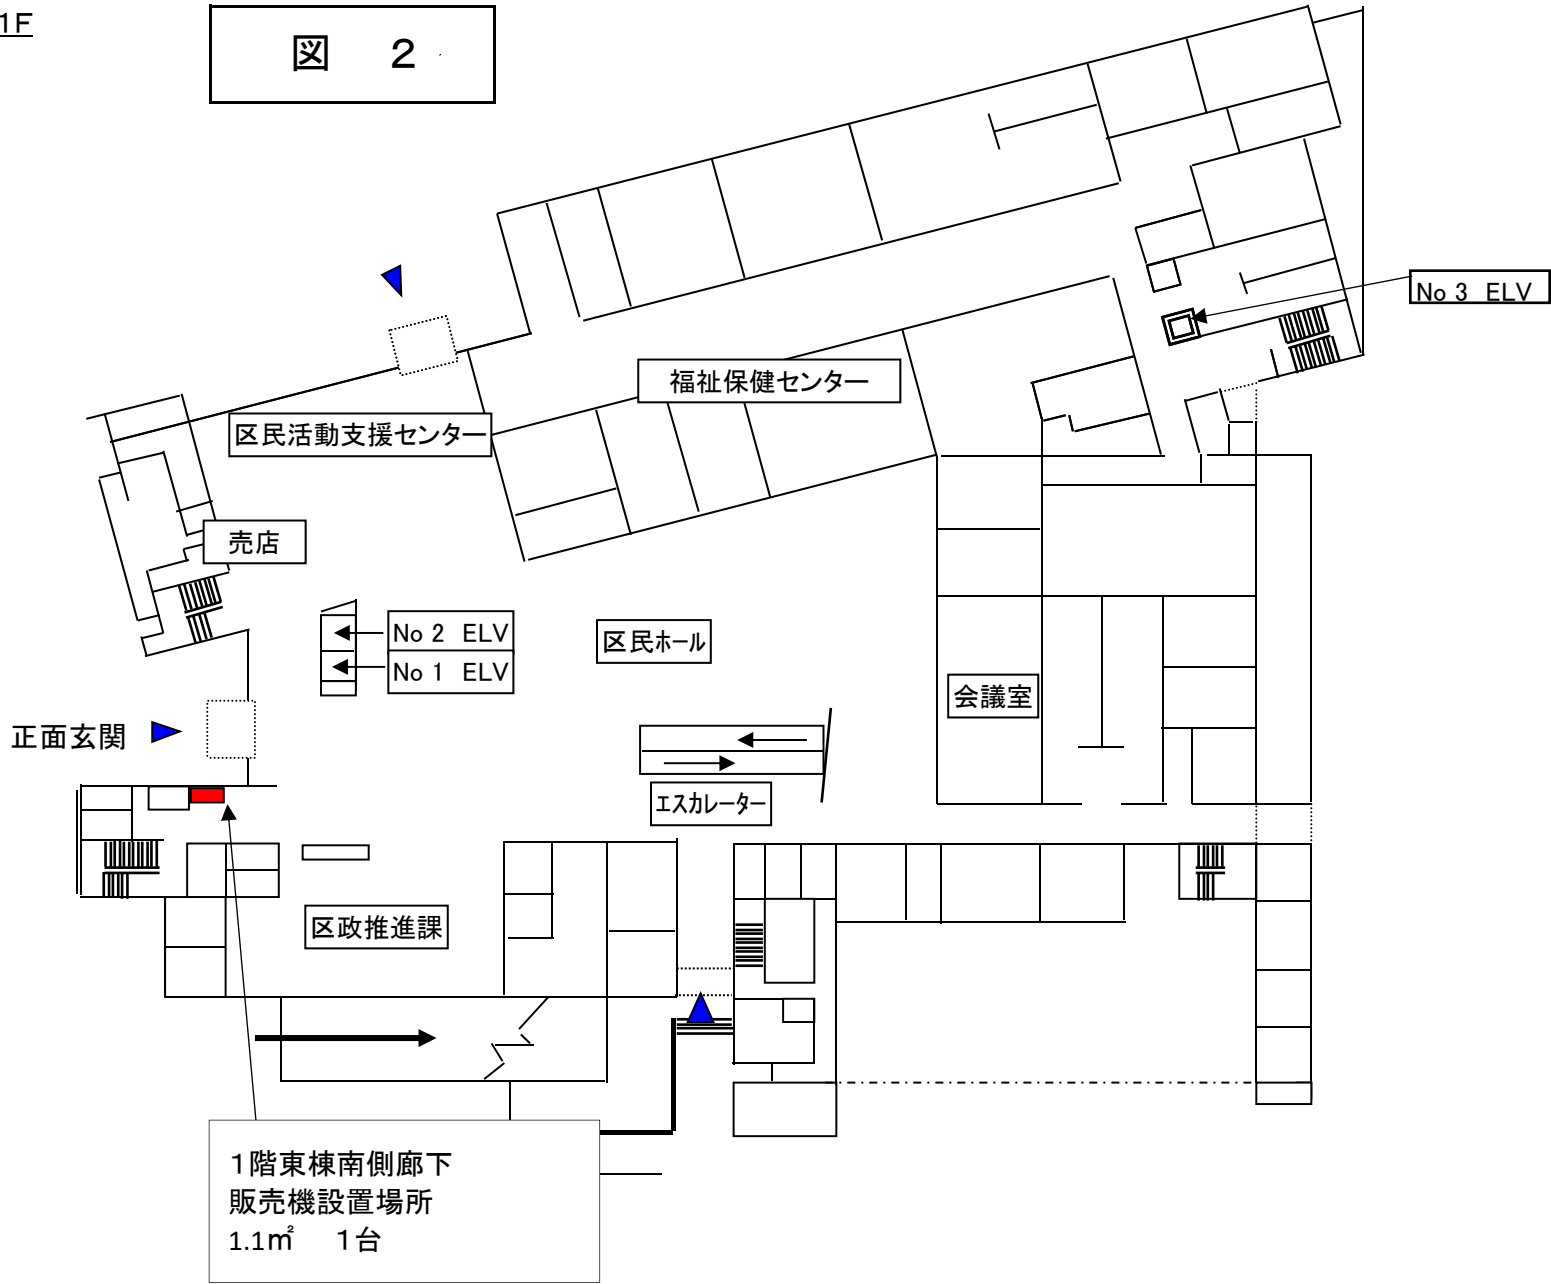 1F
図　２
No 3 ELV
福祉保健センター
区民活動支援センター
売店
No 2 ELV
区民ホール
No 1 ELV
会議室
正面玄関
エスカレーター
区政推進課
1階東棟南側廊下
販売機設置場所
1.1㎡　1台